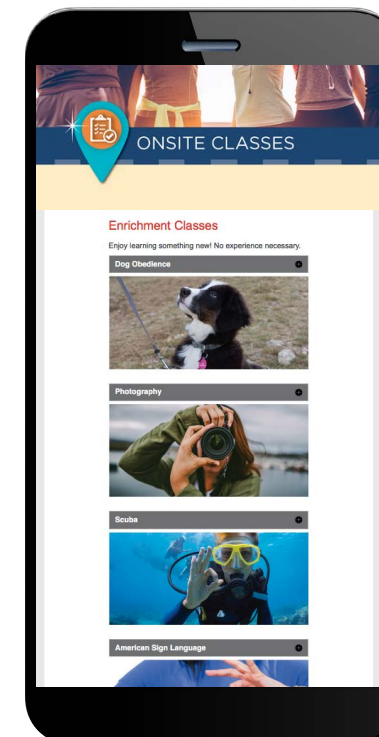 ONSITE CLASSES
Enrichment Classes
Enjoy learning something new! No experience necessary.
Dog Obedience
Photography
Scuba
American Sign Language